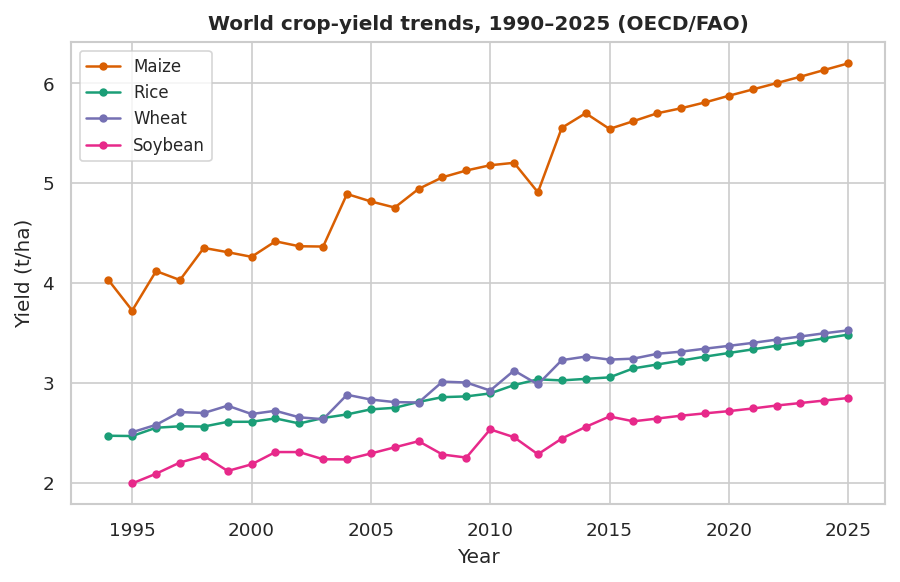 World crop-yield trends, 1990–2025 (OECD/FAO)
Maize
Rice
Wheat
Soybean
Yield (t/ha)
6
5
4
3
2
1995 2000 2005 2010 2015 2020 2025
Year